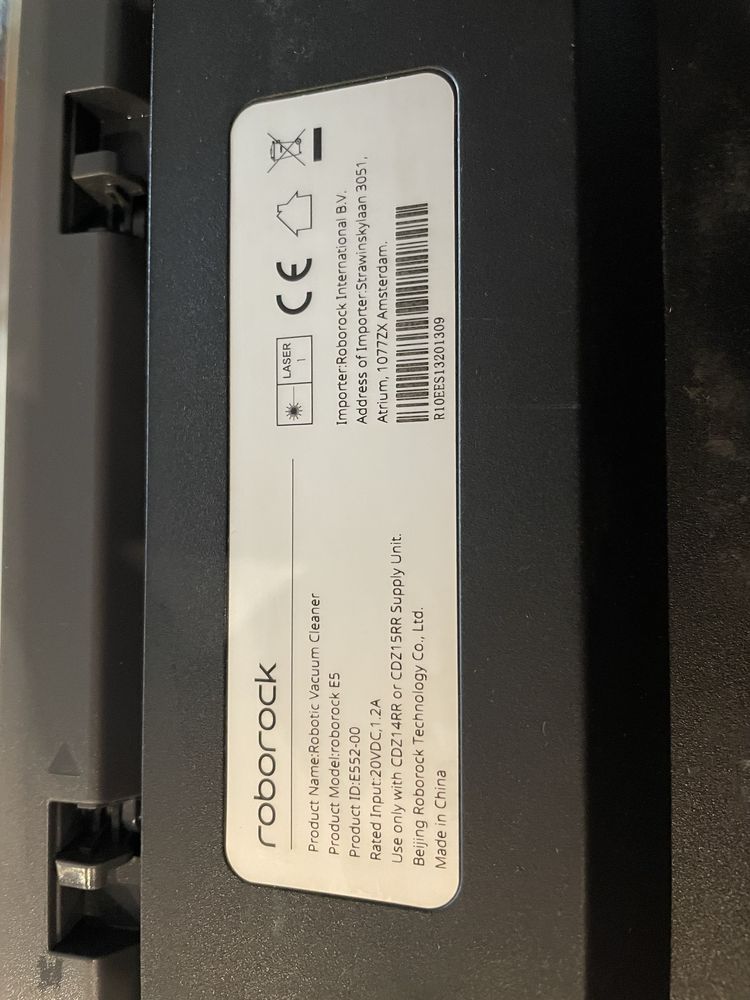 roborock
Product Name:Robotic Vacuum Cleaner
Product Model:roborock E5
Product ID:E552-00
Rated Input:20VDC,1.2A
Use only with CDZ14RR or CDZ15RR Supply Unit.
Beijing Roborock Technology Co., Ltd.
Made in China
LASER
1
CE
Importer:Roborock International B.V.
Address of Importer:Strawinskylaan 3051,
Atrium, 1077ZX Amsterdam.
R10EES13201309